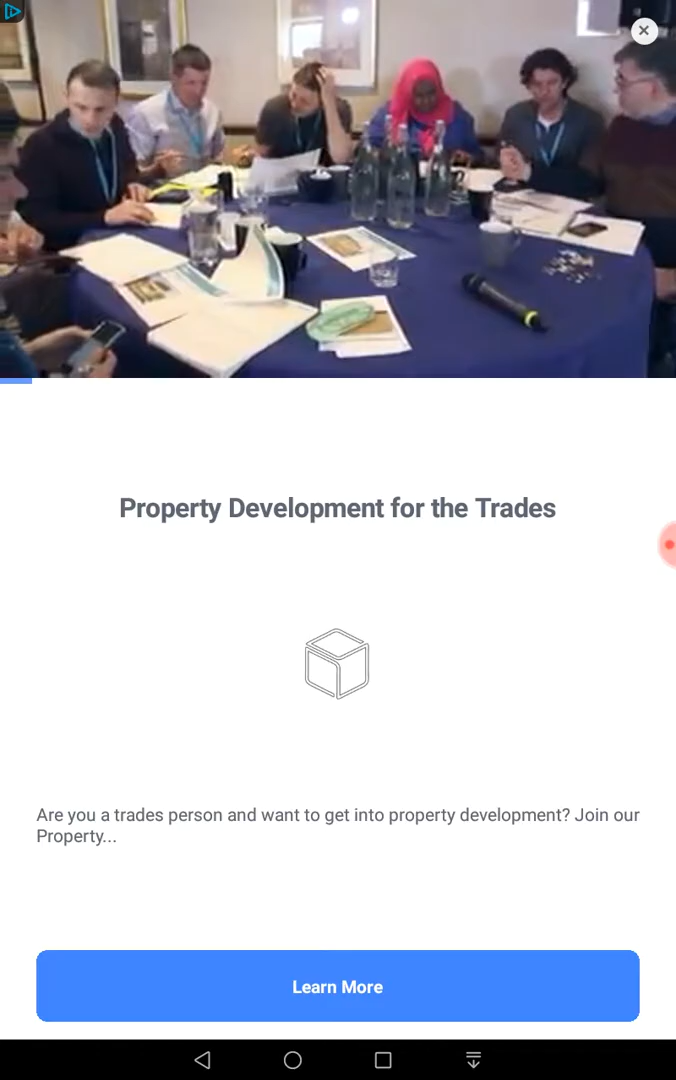 Property Development for the Trades
Are you a trades person and want to get into property development? Join our
Property...
Learn More